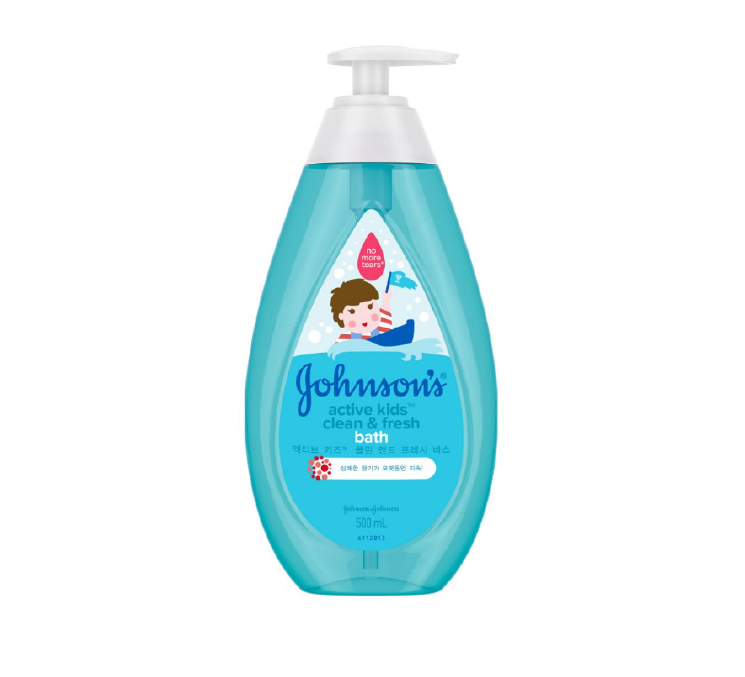 no
more
tears®
Johnson's®
active kids™
clean & fresh
bath
액티브 키즈™ 클린 앤드 프레시 바스
상쾌한 향기가 오랫동안 지속!
Johnson & Johnson
500 mL
6112013